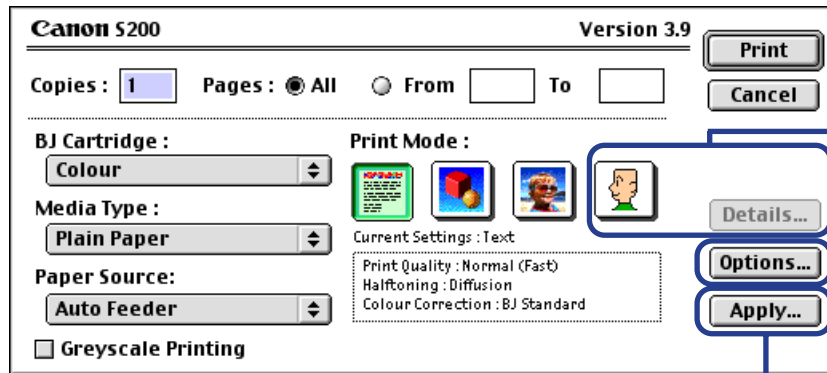 Canon S200 Version 3.9
Print
Copies : 1 Pages : All From To
Cancel
BJ Cartridge : Print Mode :
Colour
Media Type :
Details...
Plain Paper
Current Settings : Text
Options...
Print Quality : Normal (Fast)
Paper Source:
Halftoning : Diffusion
Auto Feeder
Colour Correction : BJ Standard
Apply...
Greyscale Printing